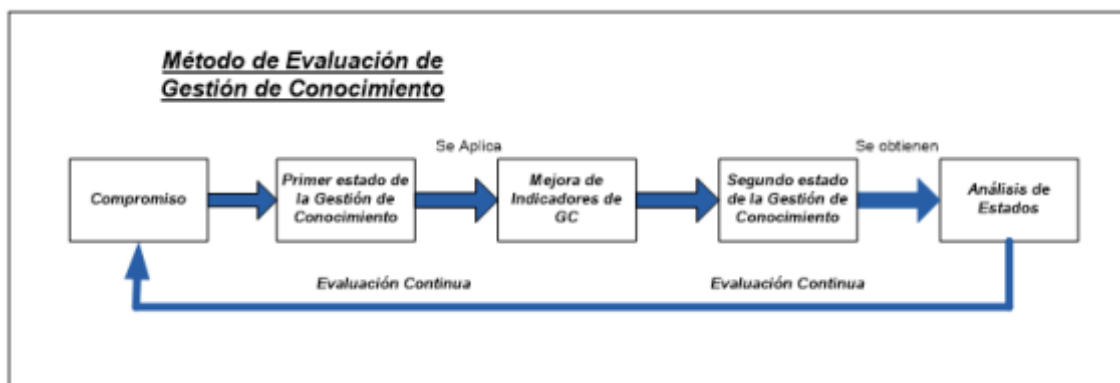 Método de Evaluación de
Gestión de Conocimiento
Se Aplica
Se obtienen
Compromiso
Primer estado de
la Gestión de
Conocimiento
Mejora de
Indicadores de
GC
Segundo estado
de la Gestión de
Conocimiento
Análisis de
Estados
Evaluación Continua
Evaluación Continua